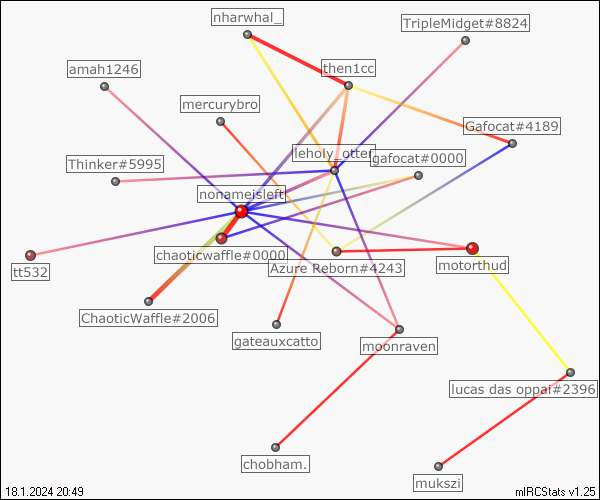 nharwhal_
TripleMidget#8824
then1cc
amah1246
mercurybro
Gafocat#4189
leholy_otter
gafocat#0000
Thinker#5995
nonameisleft
chaoticwaffle#0000
Azure Reborn#4243
motorthud
tt532
ChaoticWaffle#2006
gateauxcatto
moonraven
lucas das oppai#2396
chobham.
mukszi
18.1.2024 20:49
mIRCStats v1.25